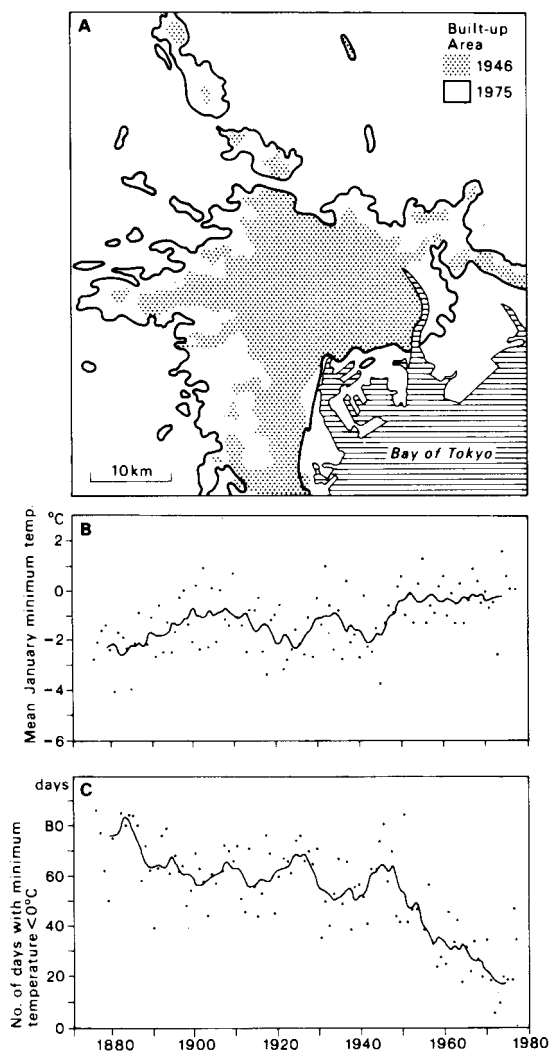 A
Built-up
Area
1946
1975
10km
Bay of Tokyo
B
°C
2
0
−2
−4
−6
Mean January minimum temp.
C
days
80
60
40
20
0
No. of days with minimum
temperature <0°C
1880 1900 1920 1940 1960 1980